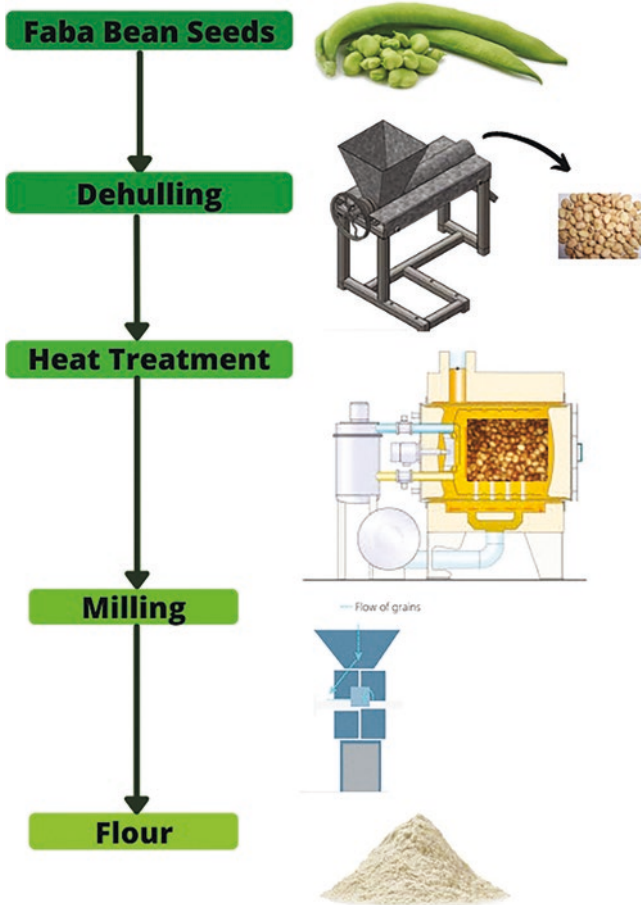 Faba Bean Seeds
Dehulling
Heat Treatment
Milling
Flow of grains
Flour